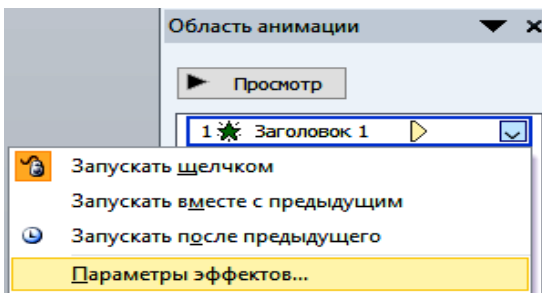 Область анимации
Просмотр
1 Заголовок 1
Запускать щелчком
Запускать вместе с предыдущим
Запускать после предыдущего
Параметры эффектов...